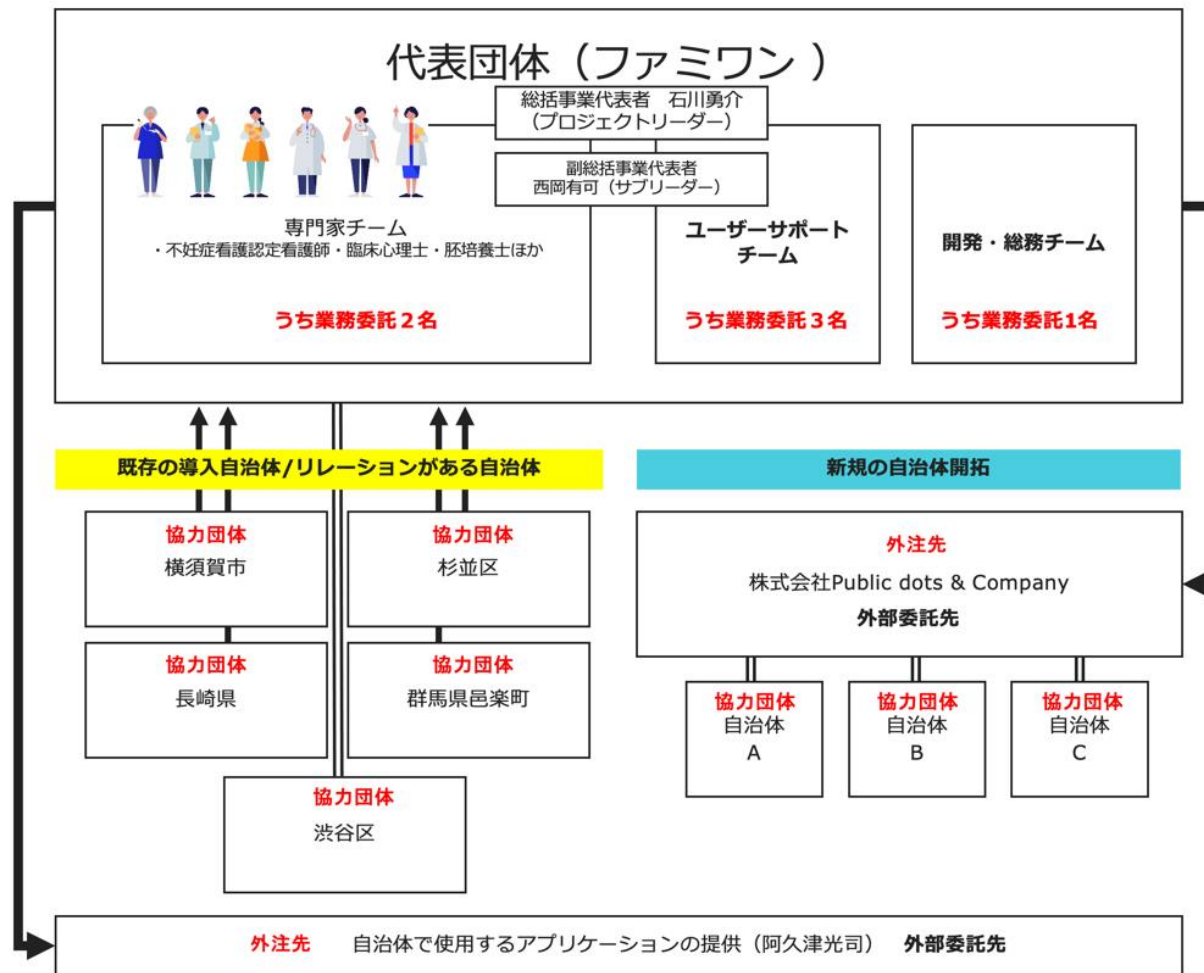 代表団体（ファミワン ）
総括事業代表者　石川勇介
（プロジェクトリーダー）
副総括事業代表者
西岡有可（サブリーダー）
専門家チーム
・不妊症看護認定看護師・臨床心理士・胚培養士ほか
うち業務委託２名
ユーザーサポート
チーム
うち業務委託３名
開発・総務チーム
うち業務委託1名
既存の導入自治体/リレーションがある自治体
協力団体
横須賀市
協力団体
杉並区
協力団体
長崎県
協力団体
群馬県邑楽町
協力団体
渋谷区
新規の自治体開拓
外注先
株式会社Public dots & Company
外部委託先
協力団体
自治体
A
協力団体
自治体
B
協力団体
自治体
C
外注先　自治体で使用するアプリケーションの提供（阿久津光司）　外部委託先